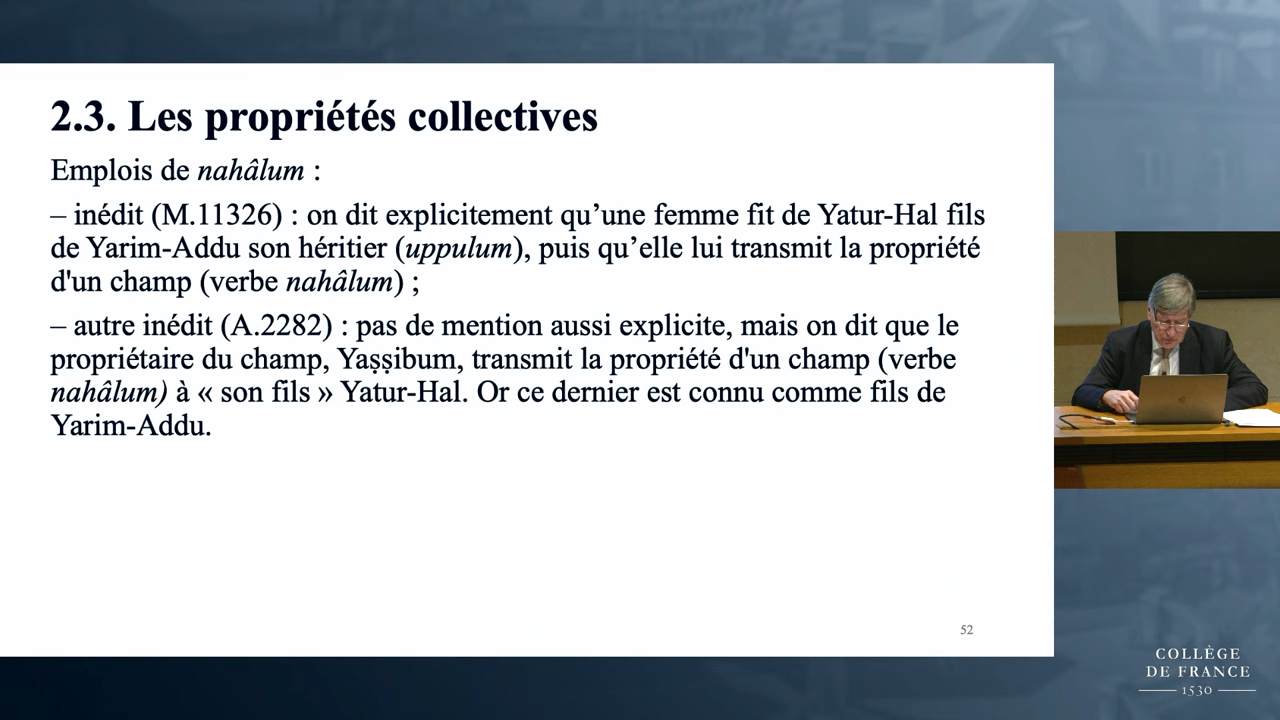 2.3. Les propriétés collectives
Emplois de nahâlum :
– inédit (M.11326) : on dit explicitement qu’une femme fit de Yatur-Hal fils
de Yarim-Addu son héritier (uppulum), puis qu’elle lui transmit la propriété
d'un champ (verbe nahâlum) ;
– autre inédit (A.2282) : pas de mention aussi explicite, mais on dit que le
propriétaire du champ, Yaṣṣibum, transmit la propriété d'un champ (verbe
nahâlum) à « son fils » Yatur-Hal. Or ce dernier est connu comme fils de
Yarim-Addu.
52
COLLÈGE
DE FRANCE
1530